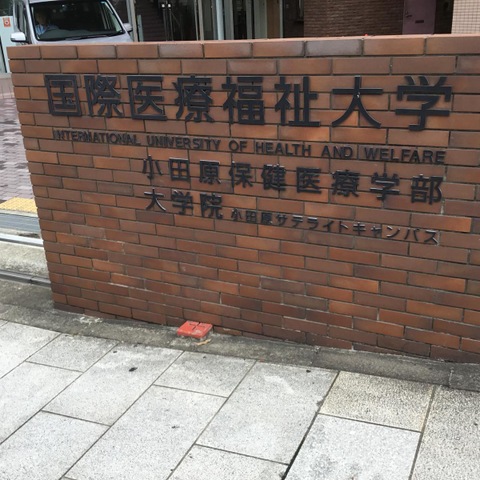 国際医療福祉大学
INTERNATIONAL UNIVERSITY OF HEALTH AND WELFARE
小田原保健医療学部
大学院 小田原サテライトキャンパス